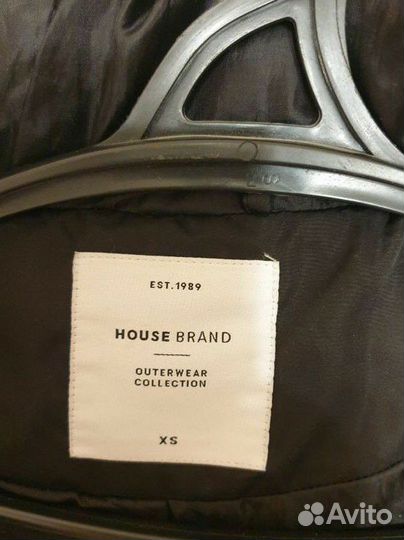 EST.1989
HOUSE BRAND
OUTERWEAR
COLLECTION
XS
Avito